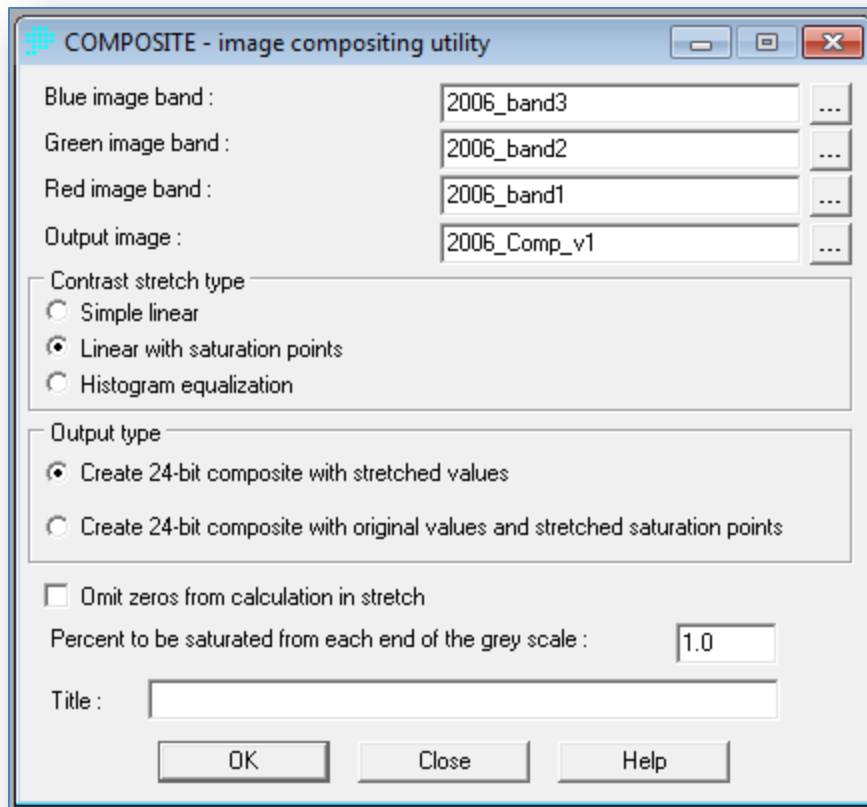 COMPOSITE - image compositing utility
Blue image band : 2006_band3 ...
Green image band : 2006_band2 ...
Red image band : 2006_band1 ...
Output image : 2006_Comp_v1 ...
Contrast stretch type
Simple linear
Linear with saturation points
Histogram equalization
Output type
Create 24-bit composite with stretched values
Create 24-bit composite with original values and stretched saturation points
Omit zeros from calculation in stretch
Percent to be saturated from each end of the grey scale : 1.0
Title :
OK Close Help